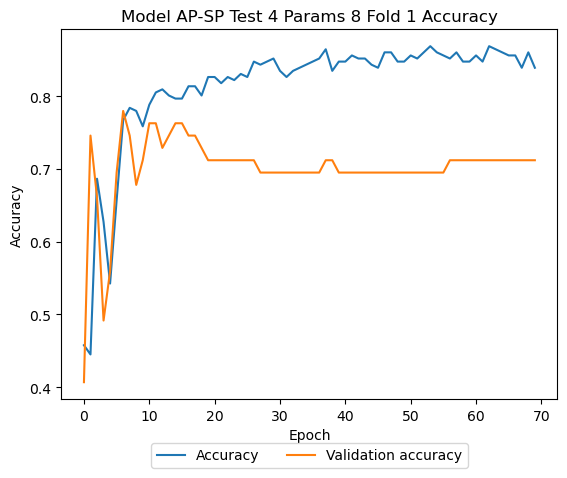 Model AP-SP Test 4 Params 8 Fold 1 Accuracy
Accuracy
0.8
0.7
0.6
0.5
0.4
0 10 20 30 40 50 60 70
Epoch
Accuracy Validation accuracy